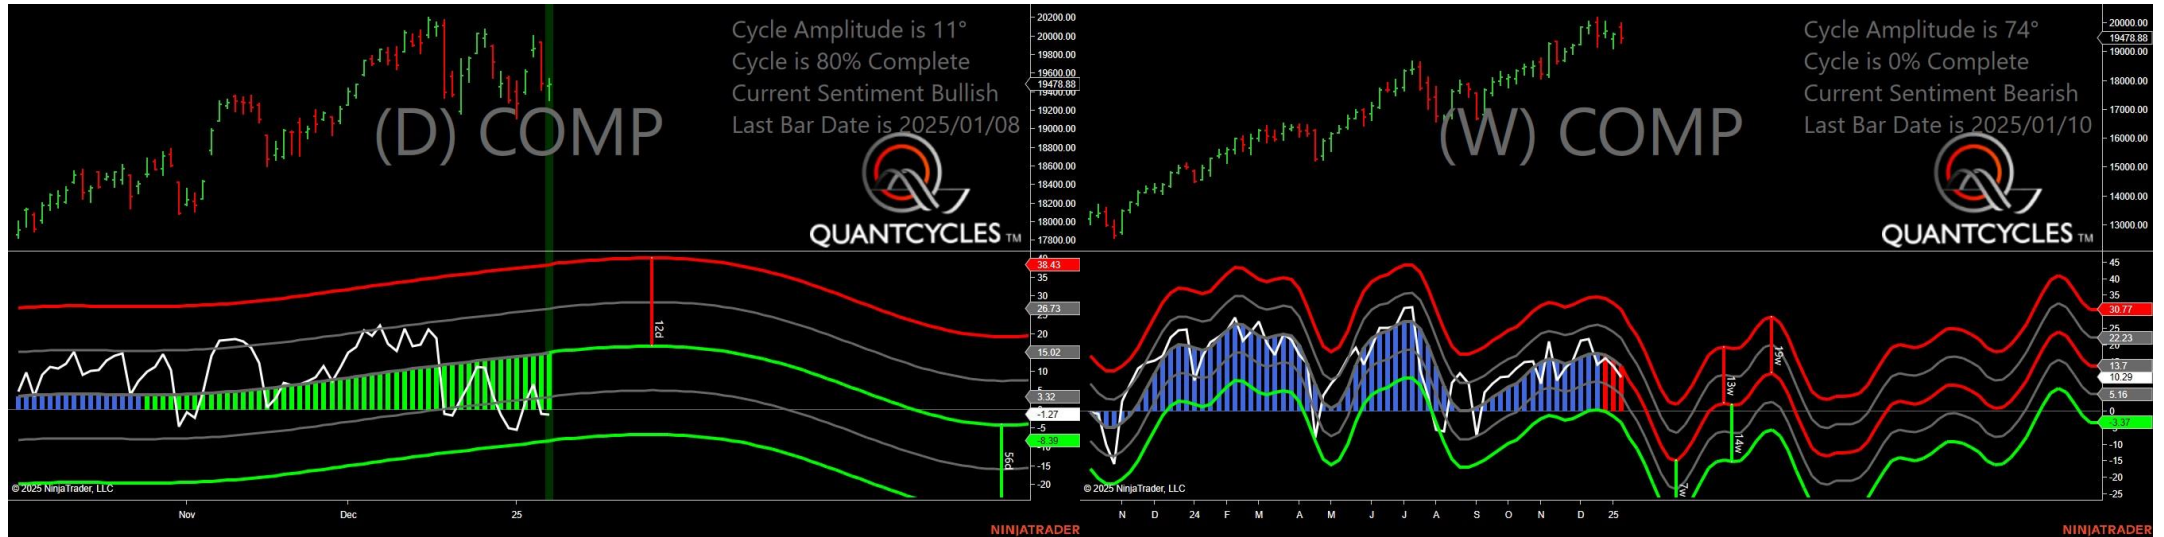 Cycle Amplitude is 11°
Cycle is 80% Complete
Current Sentiment Bullish
Last Bar Date is 2025/01/08
(D) COMP
QUANTCYCLES TM
20200.00
20000.00
19800.00
19600.00
19478.88
19400.00
19200.00
19000.00
18800.00
18600.00
18400.00
18200.00
18000.00
17800.00
40
38.43
35
30
26.73
25
20
15.02
10
5
3.32
-1.27
-5
-8.39
-10
-15
-20
12d
56d
© 2025 NinjaTrader, LLC
Nov Dec 25
NINJATRADER
Cycle Amplitude is 74°
Cycle is 0% Complete
Current Sentiment Bearish
Last Bar Date is 2025/01/10
(W) COMP
QUANTCYCLES TM
20000.00
19478.88
19000.00
18000.00
17000.00
16000.00
15000.00
14000.00
13000.00
45
40
35
30.77
25
22.23
20
13.7
10.29
5.16
0
-3.37
-10
-15
-20
-25
7w
13w
14w
19w
© 2025 NinjaTrader, LLC
N D 24 F M A M J J A S O N D 25
NINJATRADER